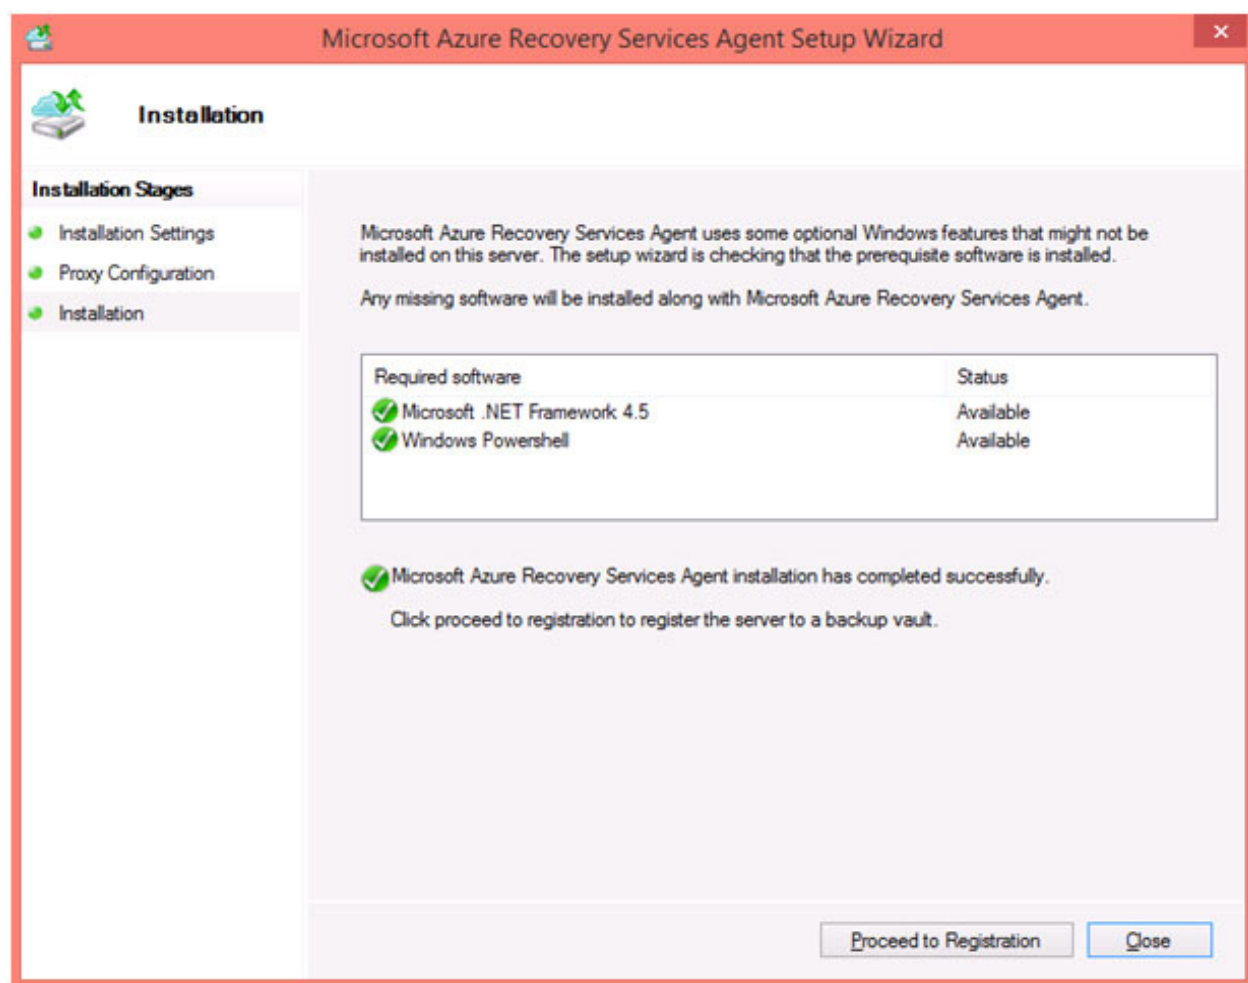 Microsoft Azure Recovery Services Agent Setup Wizard
Installation
Installation Stages
Installation Settings
Proxy Configuration
Installation
Microsoft Azure Recovery Services Agent uses some optional Windows features that might not be
installed on this server. The setup wizard is checking that the prerequisite software is installed.
Any missing software will be installed along with Microsoft Azure Recovery Services Agent.
Required software Status
Microsoft .NET Framework 4.5 Available
Windows Powershell Available
Microsoft Azure Recovery Services Agent installation has completed successfully.
Click proceed to registration to register the server to a backup vault.
Proceed to Registration Close